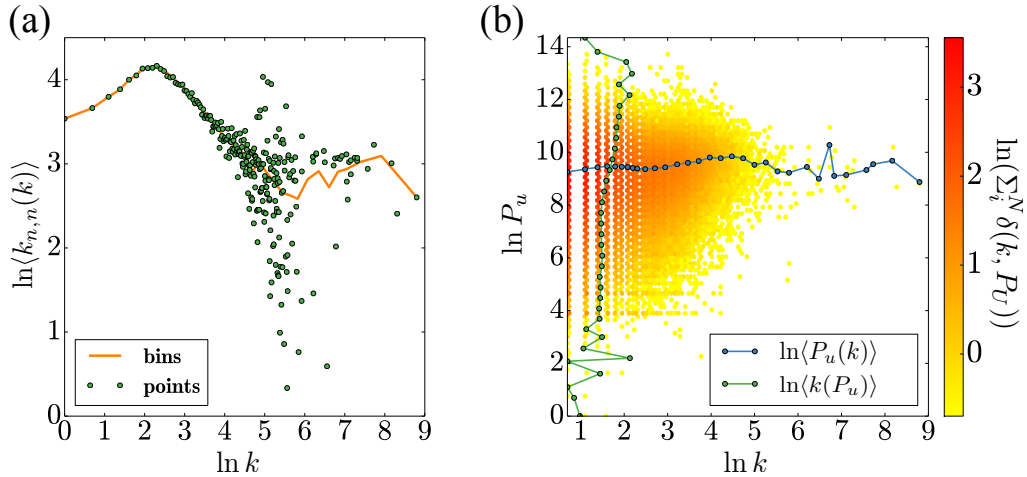 (a)
ln⟨k_{n,n}(k)⟩
4
3
2
1
0
0 1 2 3 4 5 6 7 8 9
ln k
bins
points
(b)
ln P_u
14
12
10
8
6
4
2
0
1 2 3 4 5 6 7 8 9
ln k
ln⟨P_u(k)⟩
ln⟨k(P_u)⟩
3
2
1
0
ln(Σ_i^N δ(k, P_U))